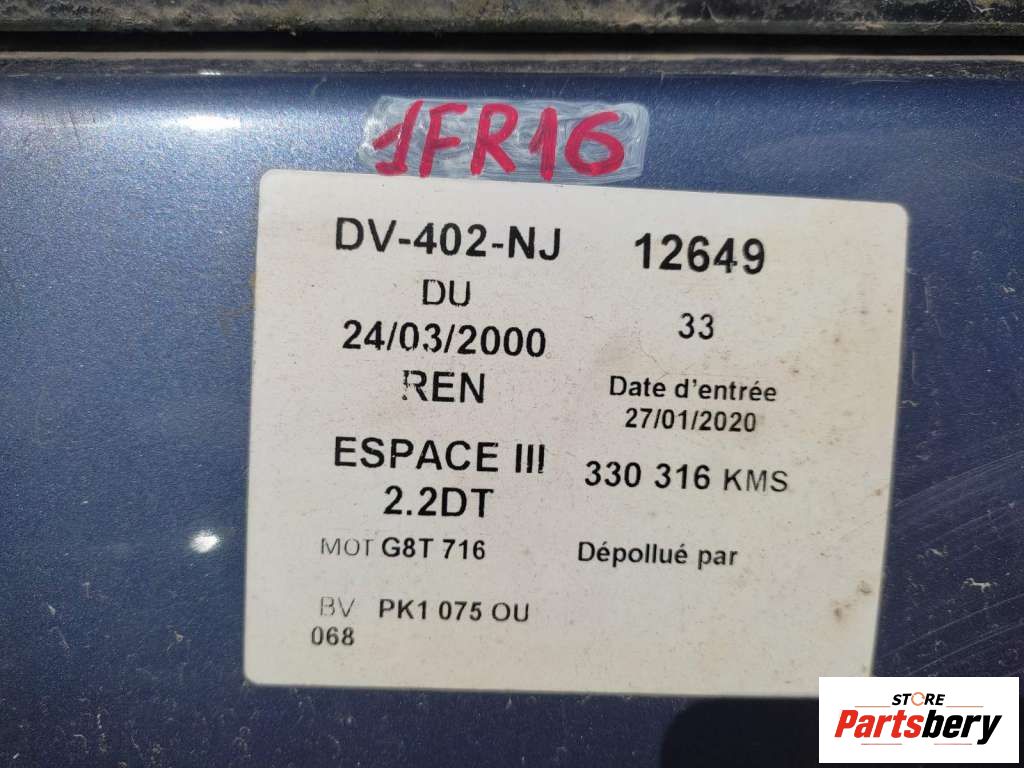 1FR16
DV-402-NJ
DU
24/03/2000
REN
ESPACE III
2.2DT
MOT G8T 716
BV PK1 075 OU
068
12649
33
Date d'entrée
27/01/2020
330 316 KMS
Dépollué par
STORE
Partsbery